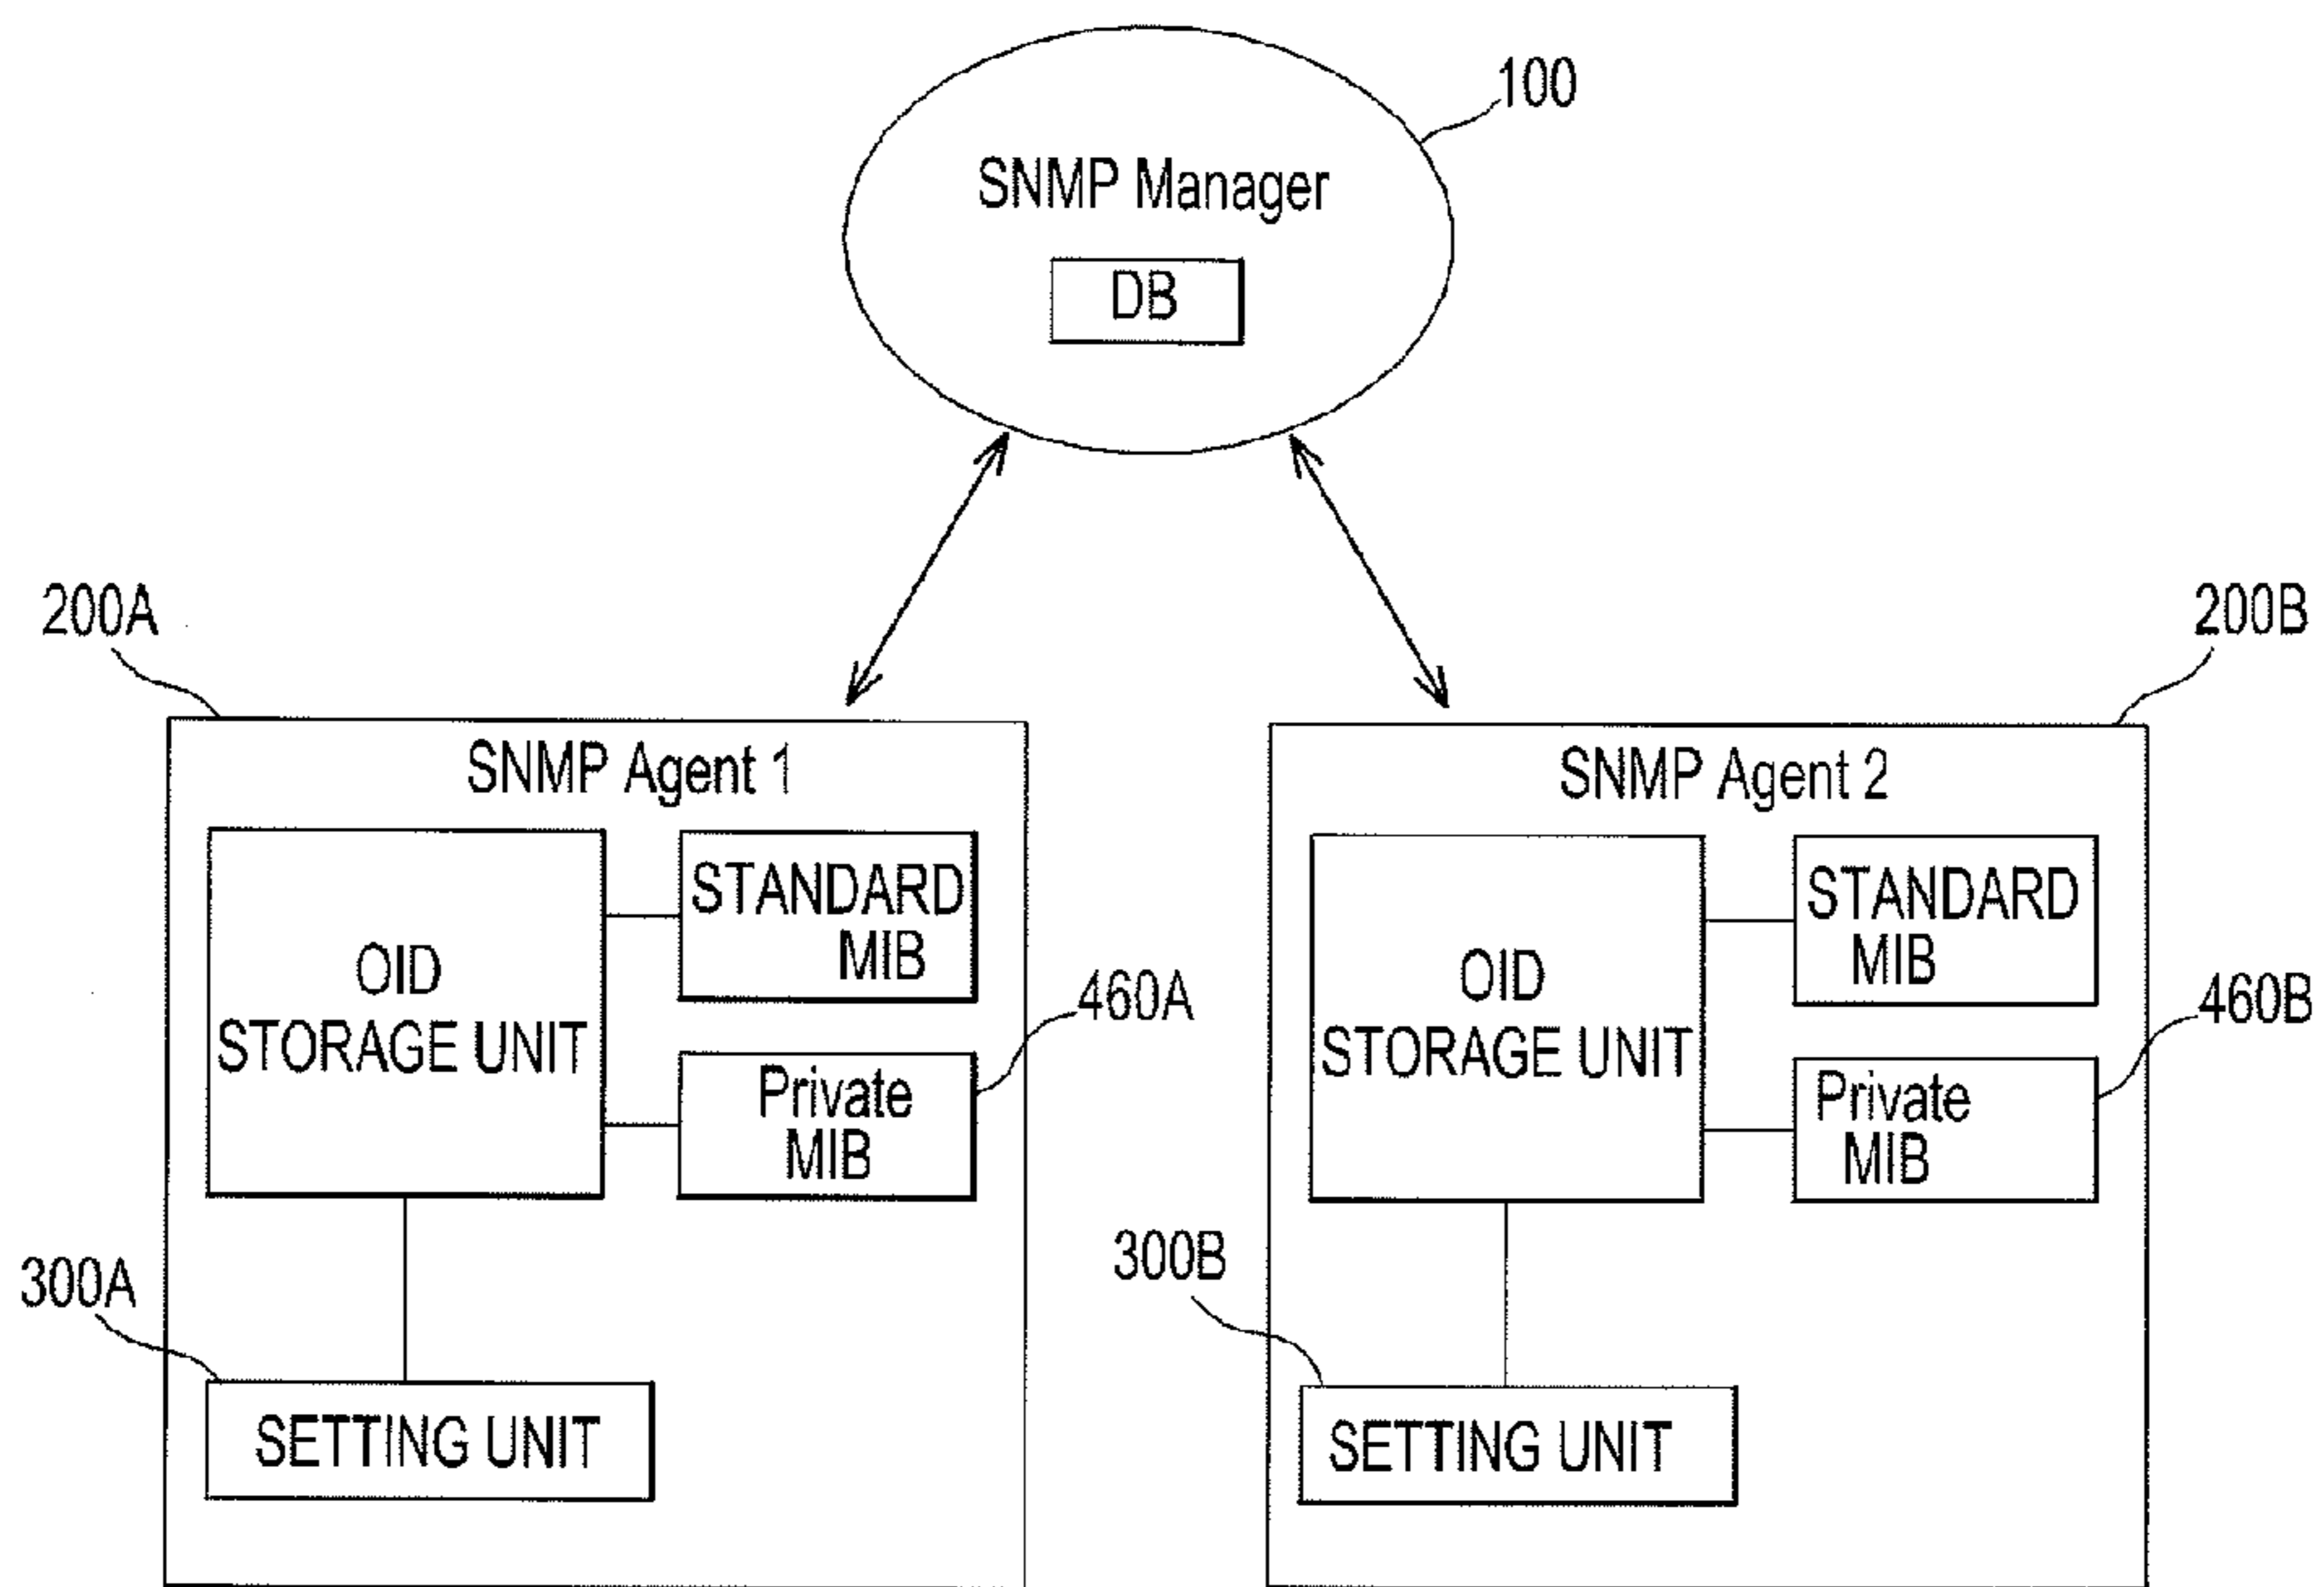 100
SNMP Manager
DB
200A
200B
SNMP Agent 1
OID
STORAGE UNIT
STANDARD
MIB
460A
Private
MIB
300A
SETTING UNIT
SNMP Agent 2
OID
STORAGE UNIT
STANDARD
MIB
460B
Private
MIB
300B
SETTING UNIT